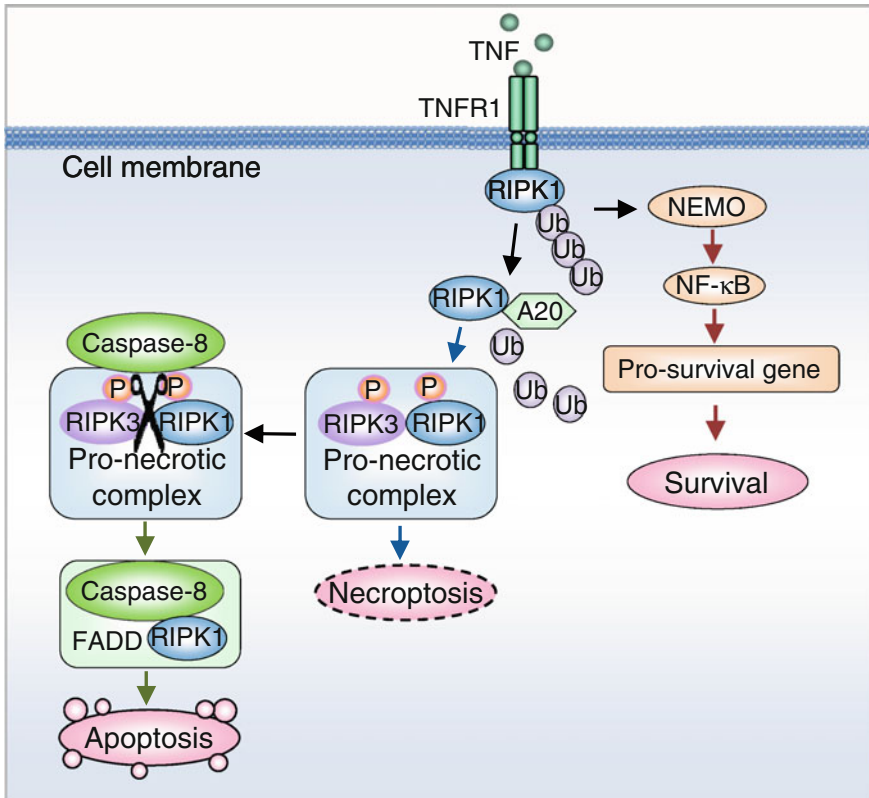 TNF
TNFR1
Cell membrane
RIPK1
Ub
Ub
Ub
NEMO
NF-κB
Pro-survival gene
Survival
RIPK1
A20
Ub
Ub
Ub
P
P
RIPK3
RIPK1
Pro-necrotic
complex
Necroptosis
Caspase-8
P
P
RIPK3
RIPK1
Pro-necrotic
complex
Caspase-8
FADD
RIPK1
Apoptosis